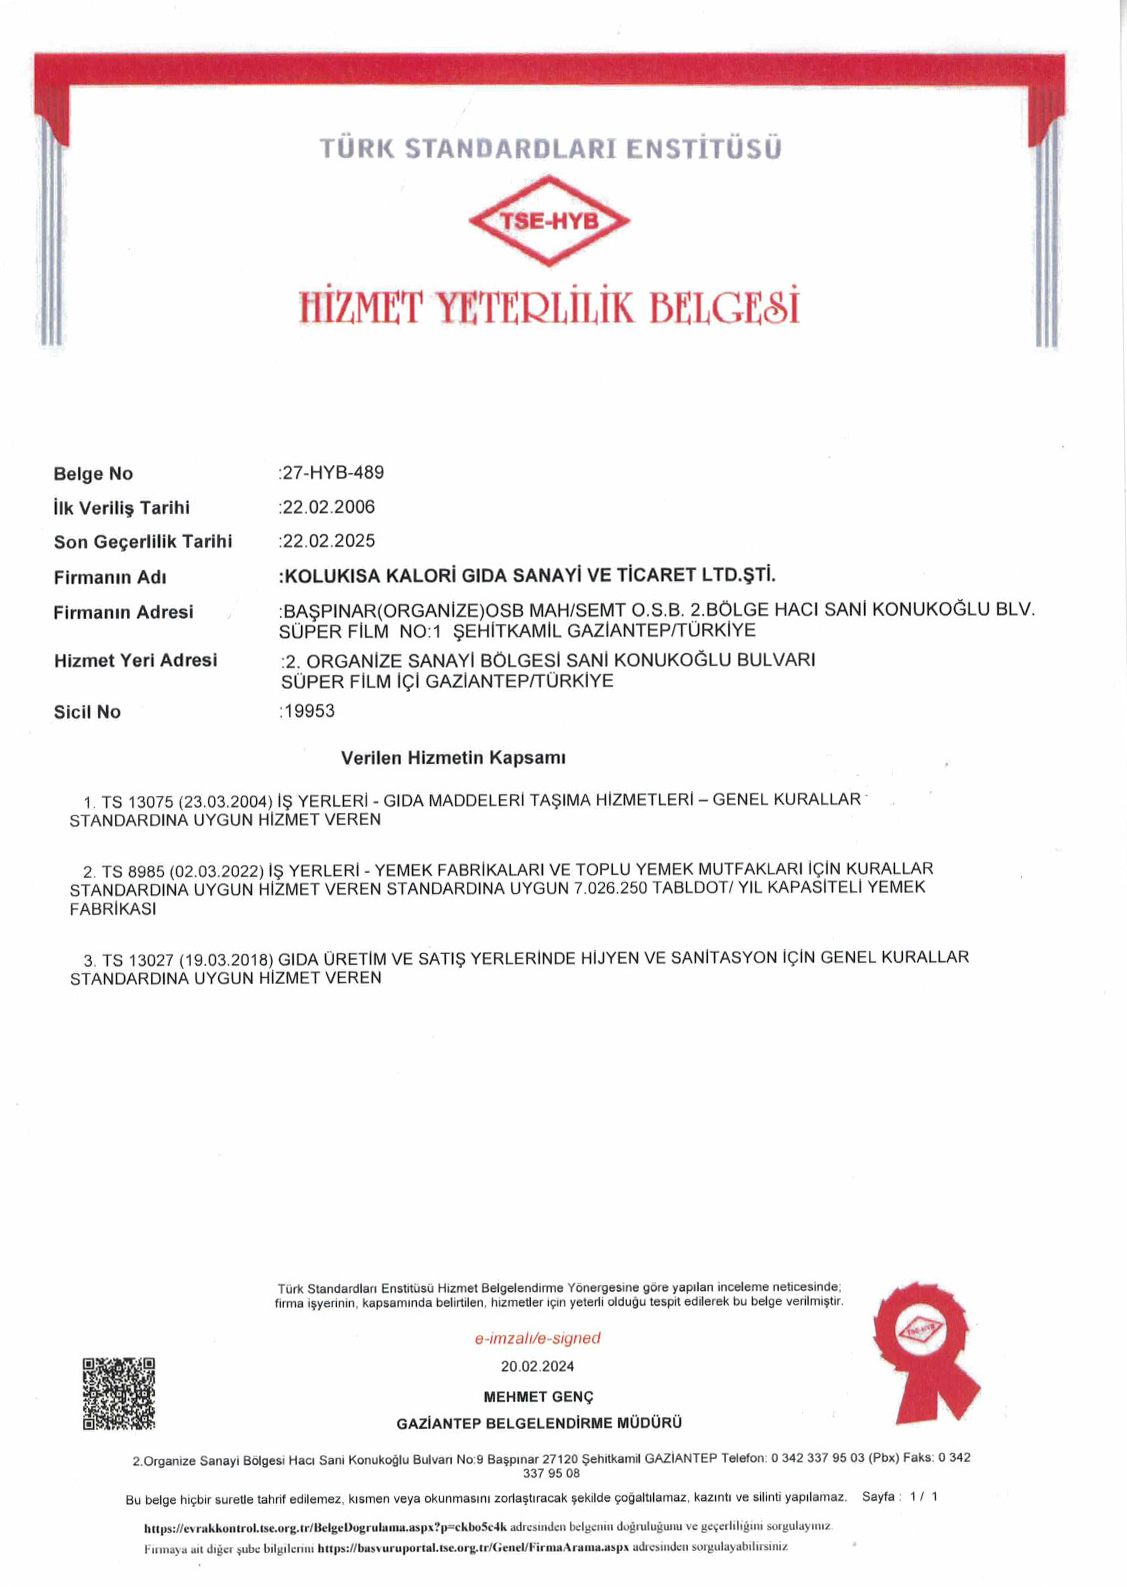 TÜRK STANDARDLARI ENSTİTÜSÜ
TSE-HYB
HİZMET YETERLİLİK BELGESİ
Belge No :27-HYB-489
İlk Veriliş Tarihi :22.02.2006
Son Geçerlilik Tarihi :22.02.2025
Firmanın Adı :KOLUKISA KALORİ GIDA SANAYİ VE TİCARET LTD.ŞTİ.
Firmanın Adresi :BAŞPINAR(ORGANİZE)OSB MAH/SEMT O.S.B. 2.BÖLGE HACI SANİ KONUKOĞLU BLV.
SÜPER FİLM NO:1 ŞEHİTKAMİL GAZİANTEP/TÜRKİYE
Hizmet Yeri Adresi :2. ORGANİZE SANAYİ BÖLGESİ SANİ KONUKOĞLU BULVARI
SÜPER FİLM İÇİ GAZİANTEP/TÜRKİYE
Sicil No :19953
Verilen Hizmetin Kapsamı
1. TS 13075 (23.03.2004) İŞ YERLERİ - GIDA MADDELERİ TAŞIMA HİZMETLERİ – GENEL KURALLAR
STANDARDINA UYGUN HİZMET VEREN
2. TS 8985 (02.03.2022) İŞ YERLERİ - YEMEK FABRİKALARI VE TOPLU YEMEK MUTFAKLARI İÇİN KURALLAR
STANDARDINA UYGUN HİZMET VEREN STANDARDINA UYGUN 7.026.250 TABLDOT/ YIL KAPASİTELİ YEMEK
FABRİKASI
3. TS 13027 (19.03.2018) GIDA ÜRETİM VE SATIŞ YERLERİNDE HİJYEN VE SANİTASYON İÇİN GENEL KURALLAR
STANDARDINA UYGUN HİZMET VEREN
Türk Standardları Enstitüsü Hizmet Belgelendirme Yönergesine göre yapılan inceleme neticesinde;
firma işyerinin, kapsamında belirtilen, hizmetler için yeterli olduğu tespit edilerek bu belge verilmiştir.
e-imzalı/e-signed
20.02.2024
MEHMET GENÇ
GAZİANTEP BELGELENDİRME MÜDÜRÜ
TSE-HYB
2.Organize Sanayi Bölgesi Hacı Sani Konukoğlu Bulvarı No:9 Başpınar 27120 Şehitkamil GAZİANTEP Telefon: 0 342 337 95 03 (Pbx) Faks: 0 342
337 95 08
Bu belge hiçbir suretle tahrif edilemez, kısmen veya okunmasını zorlaştıracak şekilde çoğaltılamaz, kazıntı ve silinti yapılamaz. Sayfa : 1 / 1
https://evrakkontrol.tse.org.tr/BelgeDogrulama.aspx?p=ckbo5c4k adresinden belgenin doğruluğunu ve geçerliliğini sorgulayınız.
Firmaya ait diğer şube bilgilerini https://basvuruportal.tse.org.tr/Genel/FirmaArama.aspx adresinden sorgulayabilirsiniz